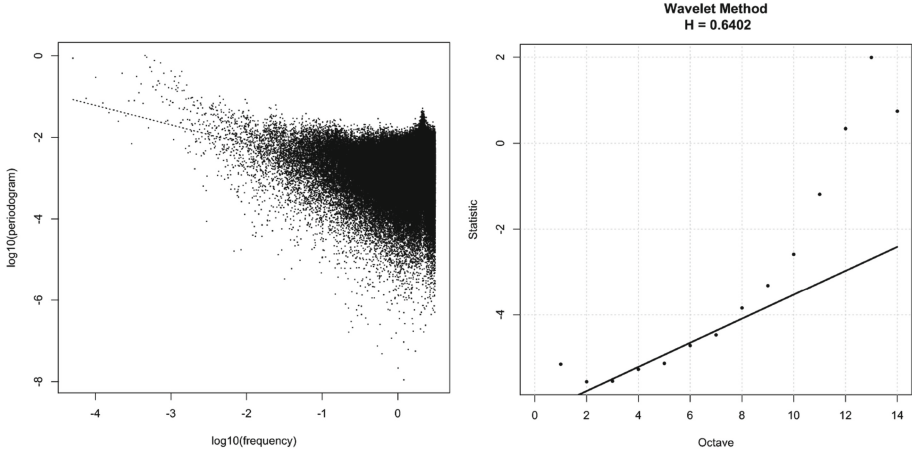 0
-2
-4
-6
-8
log10(periodogram)
-4 -3 -2 -1 0
log10(frequency)
Wavelet Method
H = 0.6402
2
0
-2
-4
Statistic
0 2 4 6 8 10 12 14
Octave